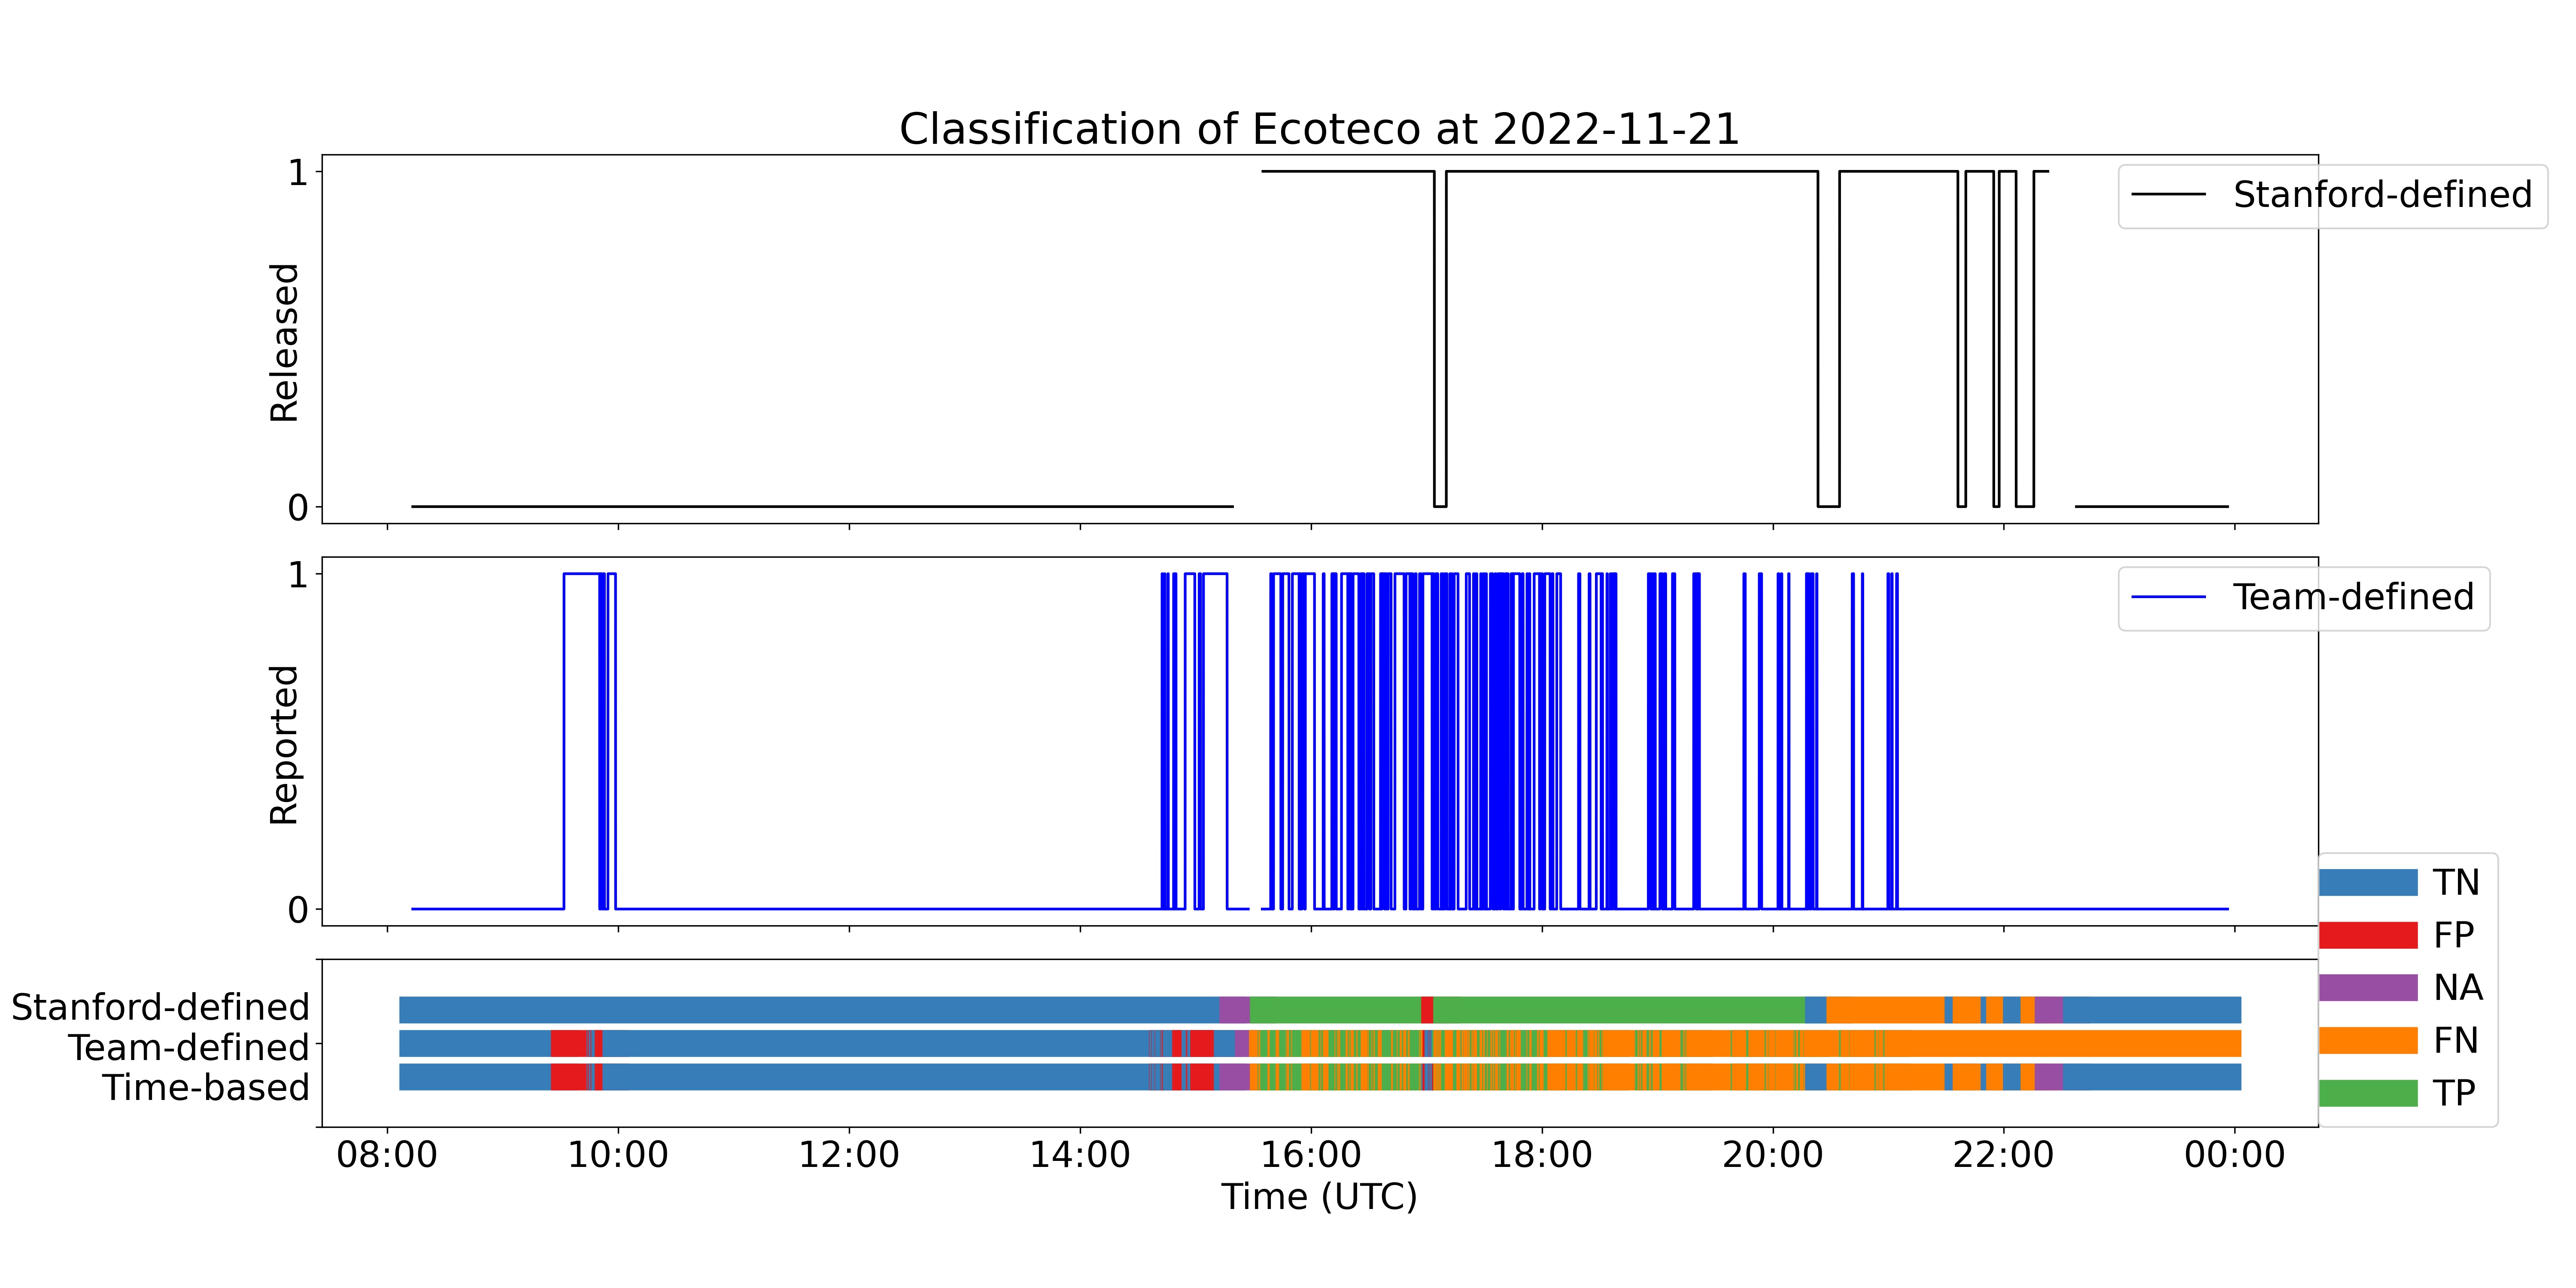 Classification of Ecoteco at 2022-11-21
1
0
Released
Stanford-defined
1
0
Reported
Team-defined
TN
FP
NA
FN
TP
Stanford-defined
Team-defined
Time-based
08:00 10:00 12:00 14:00 16:00 18:00 20:00 22:00 00:00
Time (UTC)